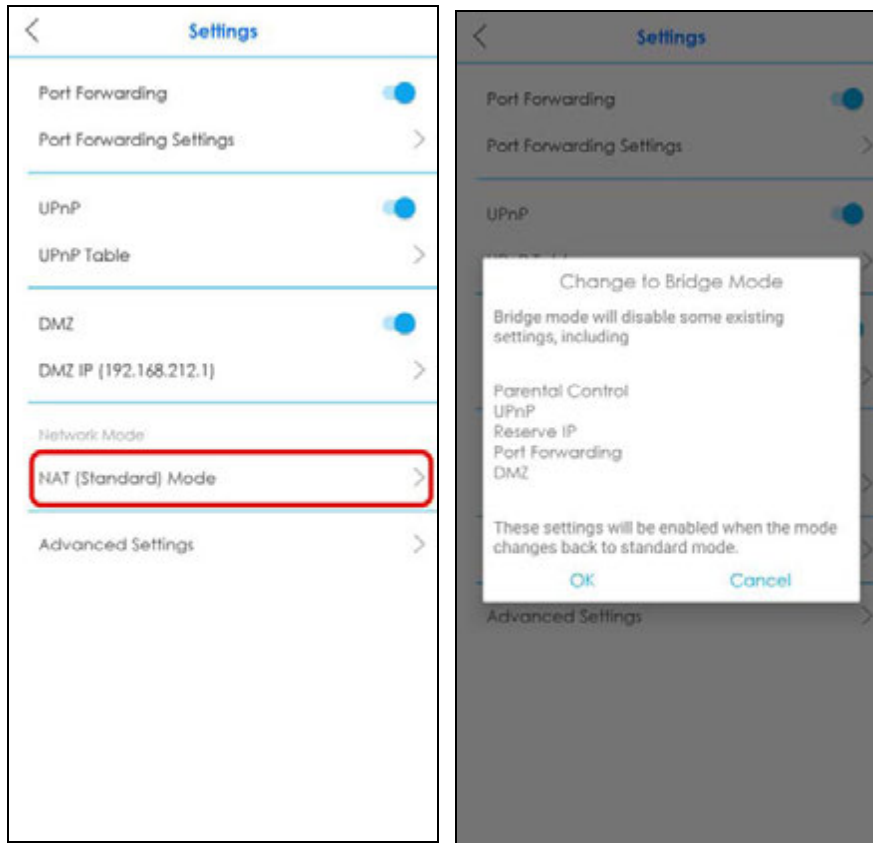 Settings
Port Forwarding
Port Forwarding Settings
UPnP
UPnP Table
DMZ
DMZ IP (192.168.212.1)
Network Mode
NAT (Standard) Mode
Advanced Settings
Settings
Port Forwarding
Port Forwarding Settings
UPnP
Change to Bridge Mode
Bridge mode will disable some existing
settings, including
Parental Control
UPnP
Reserve IP
Port Forwarding
DMZ
These settings will be enabled when the mode
changes back to standard mode.
OK Cancel
Advanced Settings